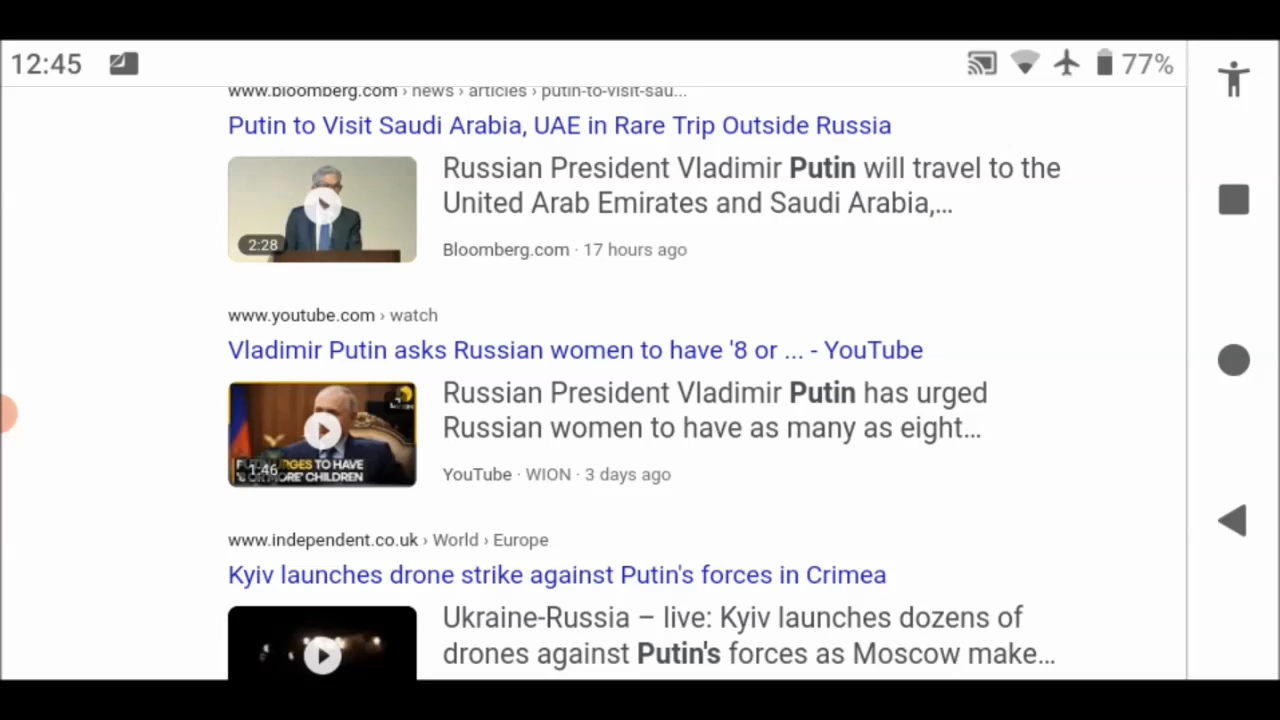 12:45
77%
www.bloomberg.com › news › articles › putin-to-visit-sau...
Putin to Visit Saudi Arabia, UAE in Rare Trip Outside Russia
Russian President Vladimir Putin will travel to the
United Arab Emirates and Saudi Arabia,...
2:28
Bloomberg.com · 17 hours ago
www.youtube.com › watch
Vladimir Putin asks Russian women to have '8 or ... - YouTube
Russian President Vladimir Putin has urged
Russian women to have as many as eight...
1:46
TO HAVE
CHILDREN
YouTube · WION · 3 days ago
www.independent.co.uk › World › Europe
Kyiv launches drone strike against Putin's forces in Crimea
Ukraine-Russia – live: Kyiv launches dozens of
drones against Putin's forces as Moscow make...